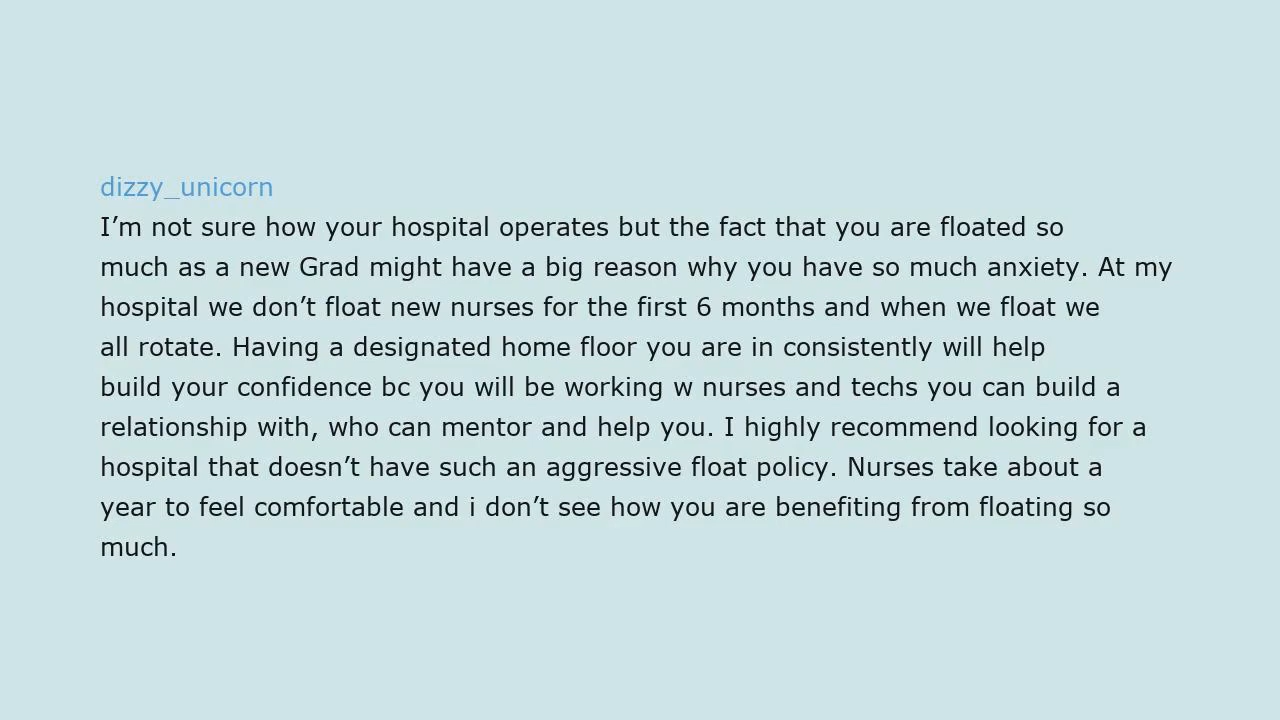 dizzy_unicorn
I’m not sure how your hospital operates but the fact that you are floated so
much as a new Grad might have a big reason why you have so much anxiety. At my
hospital we don’t float new nurses for the first 6 months and when we float we
all rotate. Having a designated home floor you are in consistently will help
build your confidence bc you will be working w nurses and techs you can build a
relationship with, who can mentor and help you. I highly recommend looking for a
hospital that doesn’t have such an aggressive float policy. Nurses take about a
year to feel comfortable and i don’t see how you are benefiting from floating so
much.